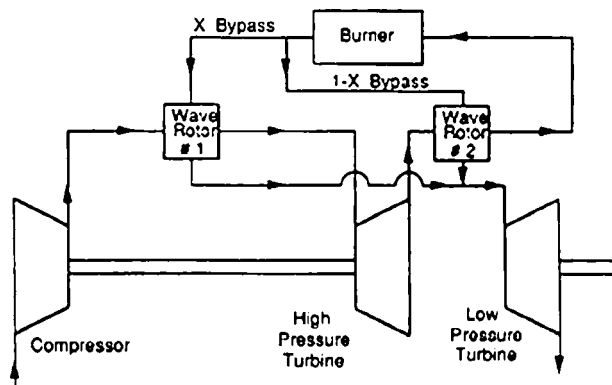 X Bypass
Burner
1-X Bypass
Wave
Rotor
# 1
Wave
Rotor
# 2
Compressor
High
Pressure
Turbine
Low
Pressure
Turbine